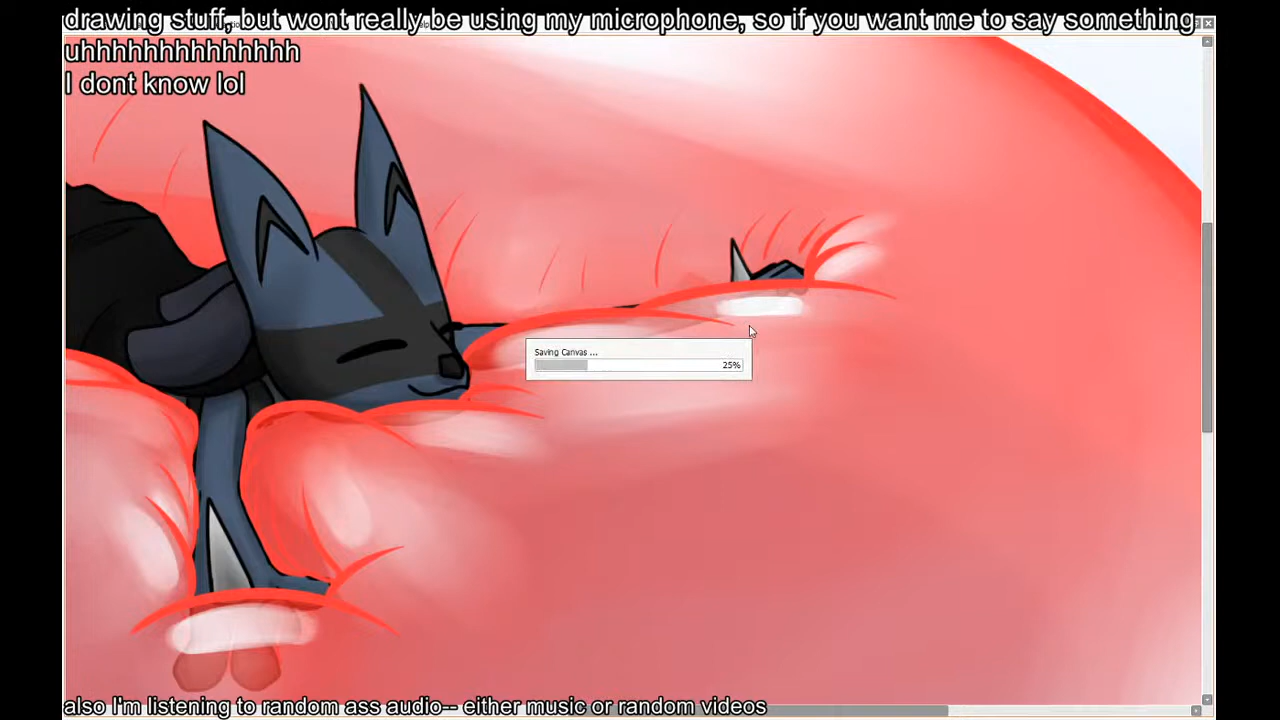 drawing stuff, but wont really be using my microphone, so if you want me to say something
uhhhhhhhhhhhhhhh
I dont know lol
Saving Canvas ...
25%
also I'm listening to random ass audio-- either music or random videos